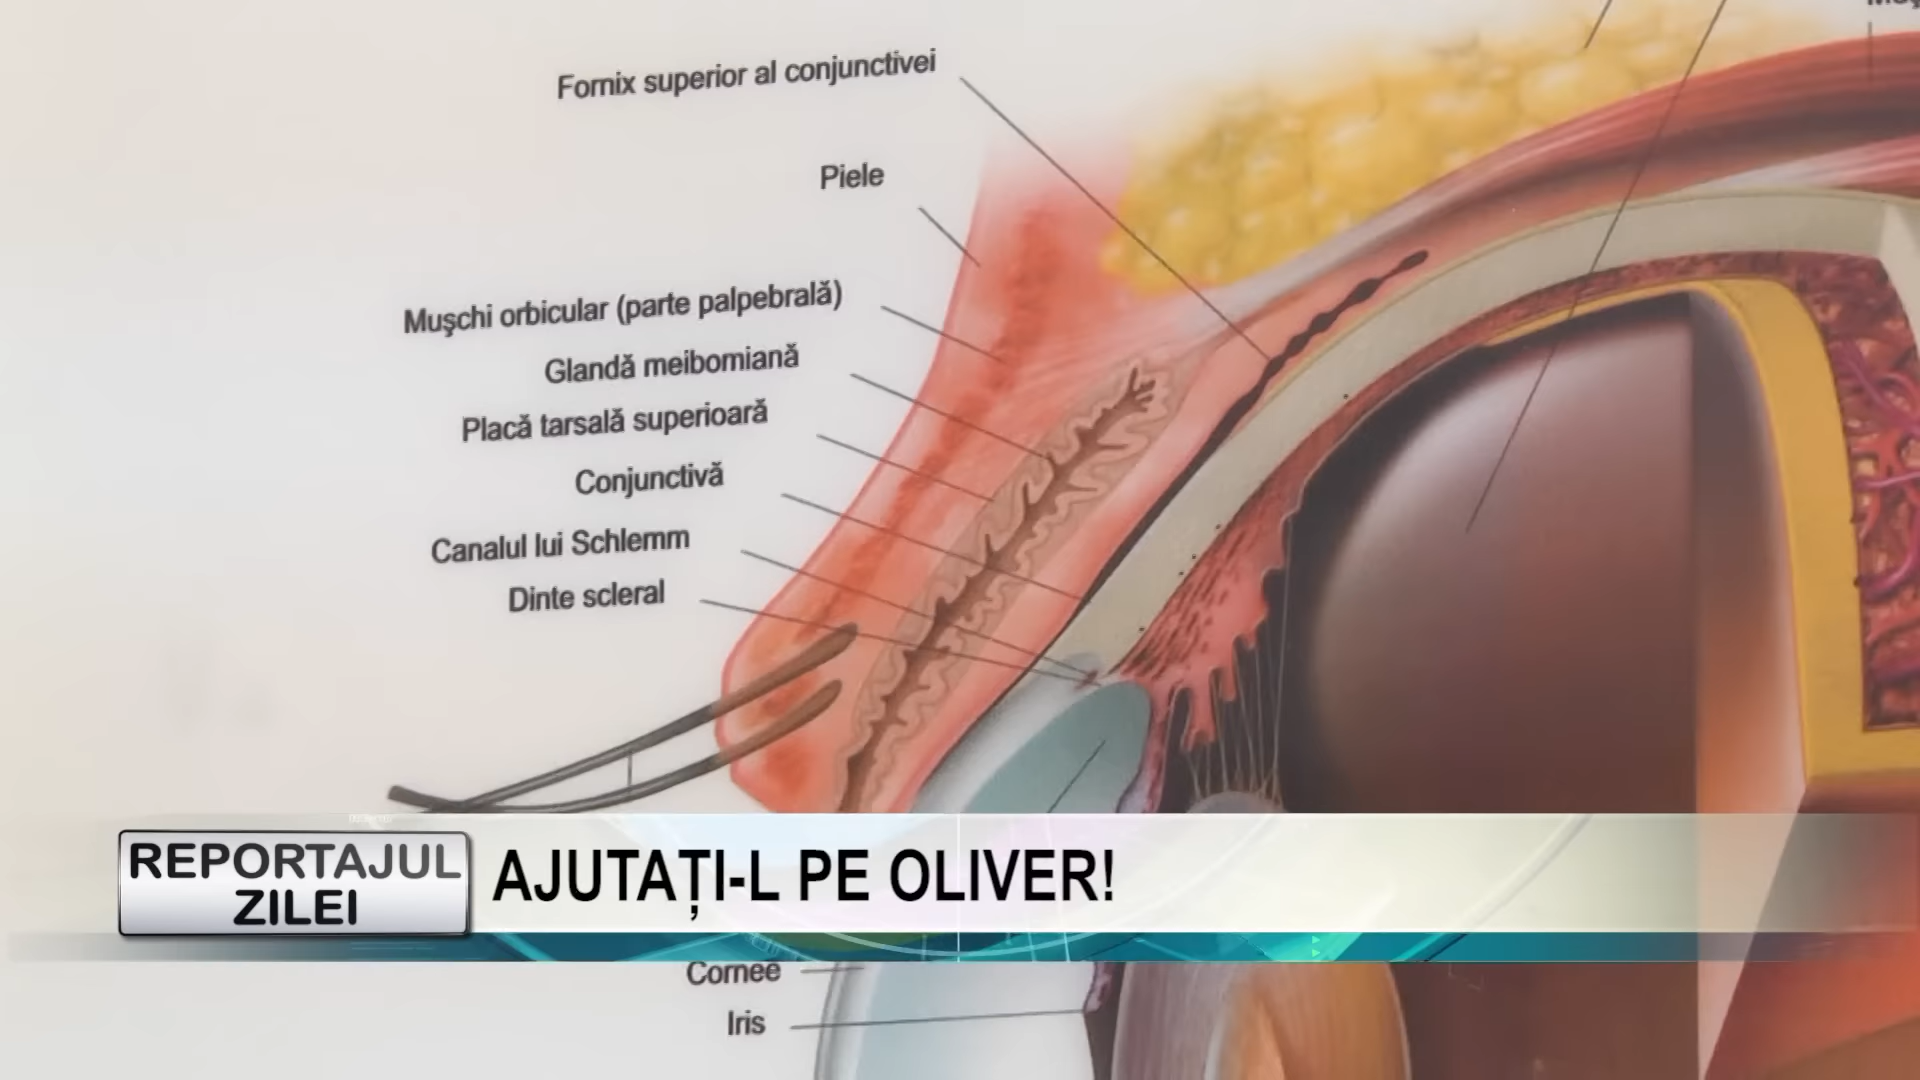 Fornix superior al conjunctivei
Piele
Muşchi orbicular (parte palpebrală)
Glandă meibomiană
Placă tarsală superioară
Conjunctivă
Canalul lui Schlemm
Dinte scleral
REPORTAJUL
ZILEI
AJUTAȚI-L PE OLIVER!
Cornee
Iris